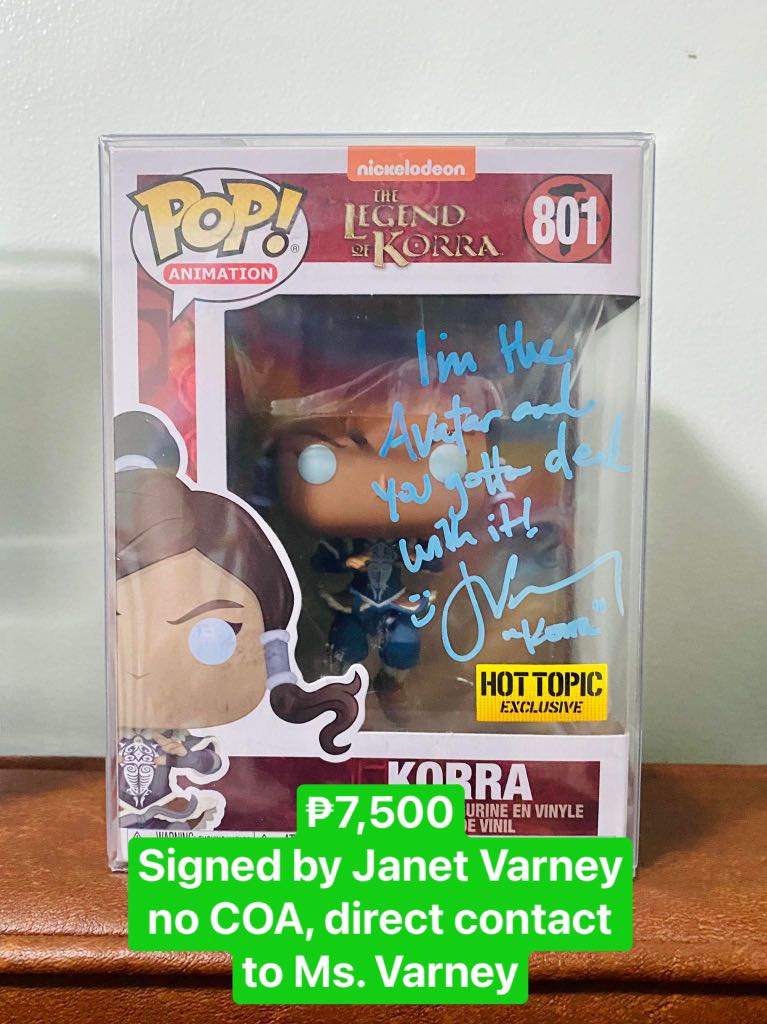 nickelodeon
POP!®
ANIMATION
THE
LEGEND
OF KORRA
801
I'm the
Avatar and
you gotta deal
with it!
"Korra"
HOT TOPIC
EXCLUSIVE
KORRA
URINE EN VINYLE
DE VINIL
WARNING:
₱7,500
Signed by Janet Varney
no COA, direct contact
to Ms. Varney